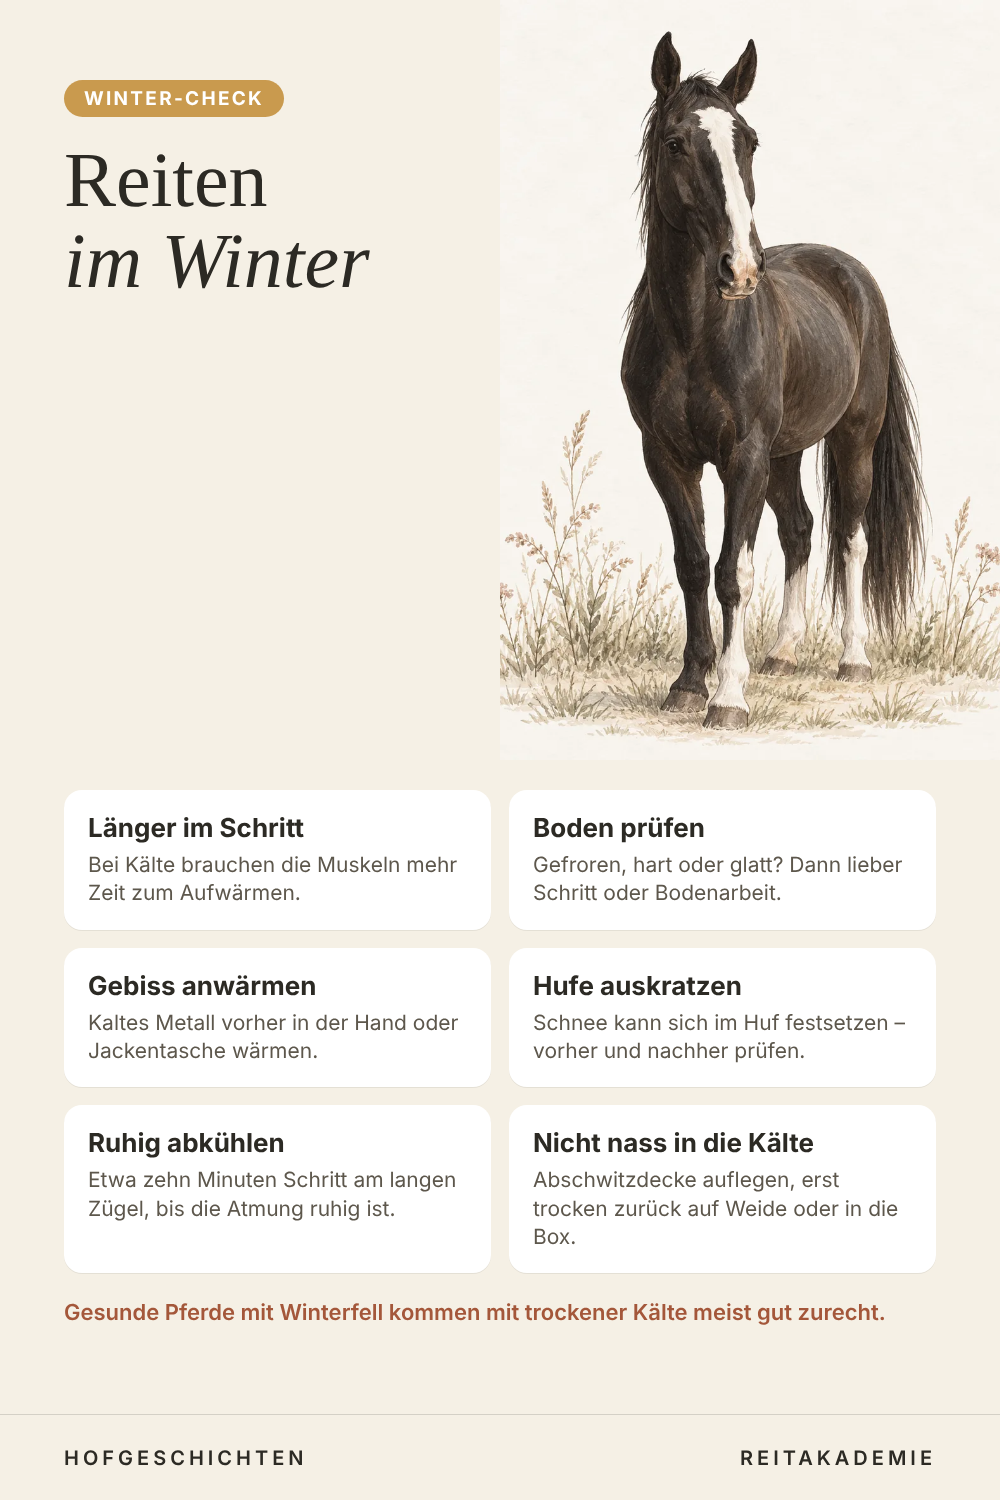 WINTER-CHECK
Reiten
im Winter
Länger im Schritt
Bei Kälte brauchen die Muskeln mehr
Zeit zum Aufwärmen.
Boden prüfen
Gefroren, hart oder glatt? Dann lieber
Schritt oder Bodenarbeit.
Gebiss anwärmen
Kaltes Metall vorher in der Hand oder
Jackentasche wärmen.
Hufe auskratzen
Schnee kann sich im Huf festsetzen –
vorher und nachher prüfen.
Ruhig abkühlen
Etwa zehn Minuten Schritt am langen
Zügel, bis die Atmung ruhig ist.
Nicht nass in die Kälte
Abschwitzdecke auflegen, erst
trocken zurück auf Weide oder in die
Box.
Gesunde Pferde mit Winterfell kommen mit trockener Kälte meist gut zurecht.
HOFGESCHICHTEN
REITAKADEMIE